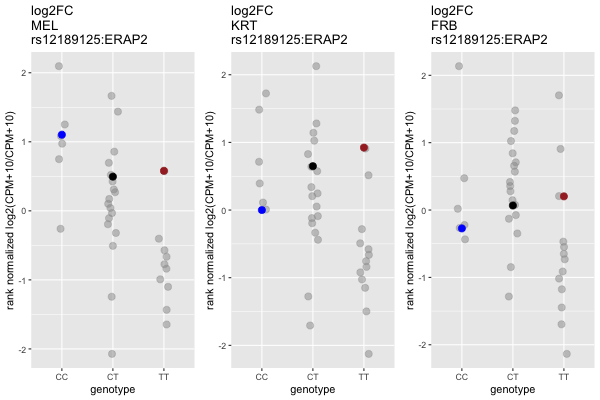 log2FC
MEL
rs12189125:ERAP2
rank normalized log2(CPM+10/CPM+10)
2
1
0
-1
-2
CC
CT
TT
genotype
log2FC
KRT
rs12189125:ERAP2
rank normalized log2(CPM+10/CPM+10)
2
1
0
-1
-2
CC
CT
TT
genotype
log2FC
FRB
rs12189125:ERAP2
rank normalized log2(CPM+10/CPM+10)
2
1
0
-1
-2
CC
CT
TT
genotype